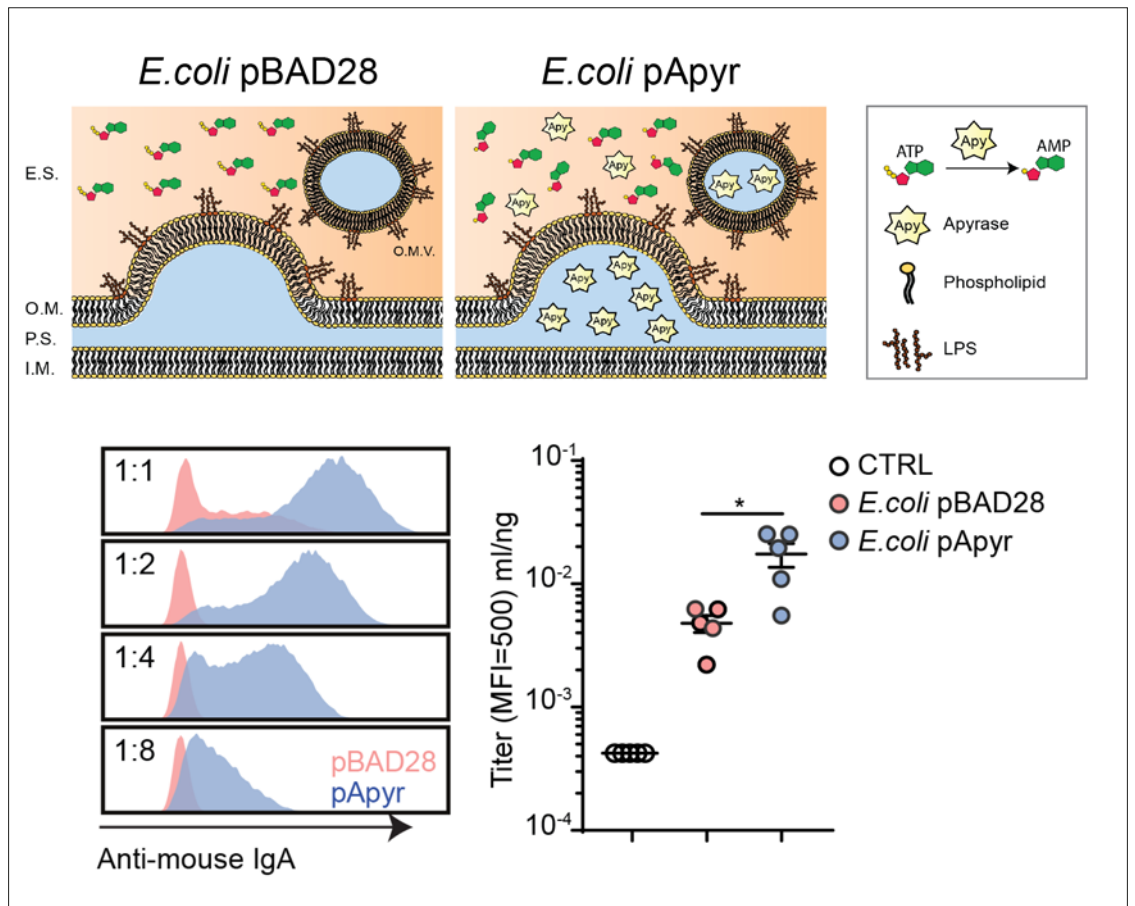 E.coli pBAD28
E.coli pApyr
E.S.
O.M.V.
O.M.
P.S.
I.M.
Apy
Apy
Apy
Apy
Apy
Apy
Apy
Apy
Apy
Apy
Apy
ATP
Apy
AMP
Apy
Apyrase
Phospholipid
LPS
1:1
1:2
1:4
1:8
pBAD28
pApyr
Anti-mouse IgA
Titer (MFI=500) ml/ng
10-1
10-2
10-3
10-4
*
CTRL
E.coli pBAD28
E.coli pApyr